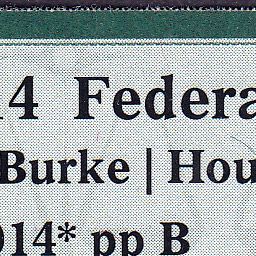 14 Federa
Burke | Hou
014* pp B